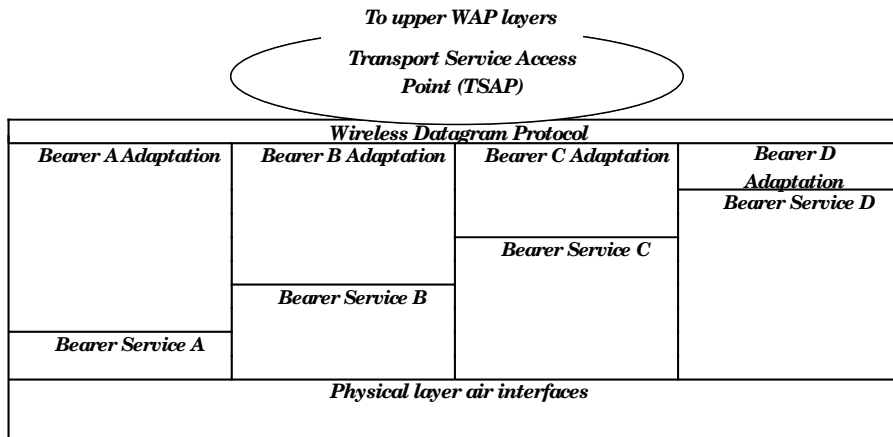 To upper WAP layers
Transport Service Access
Point (TSAP)
Wireless Datagram Protocol
Bearer A Adaptation
Bearer B Adaptation
Bearer C Adaptation
Bearer D
Adaptation
Bearer Service D
Bearer Service C
Bearer Service B
Bearer Service A
Physical layer air interfaces